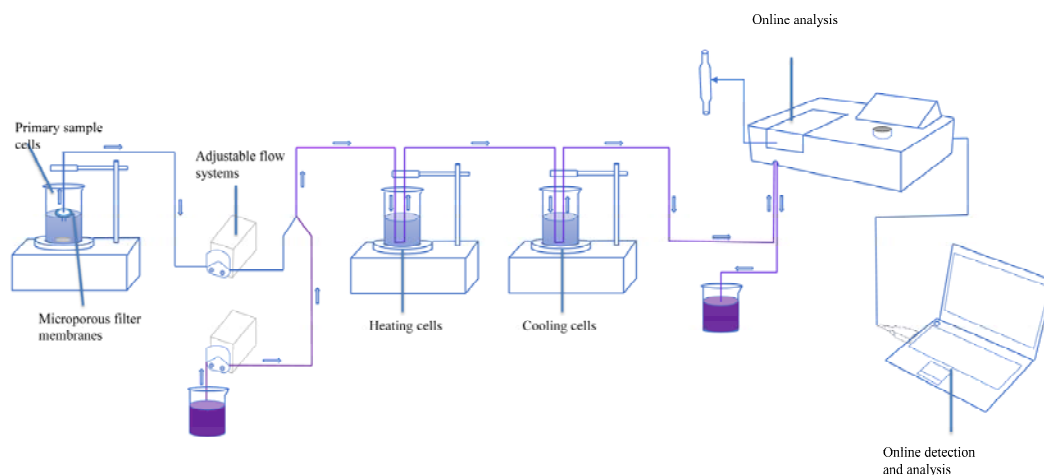 Online analysis
Primary sample
cells
Adjustable flow
systems
Microporous filter
membranes
Heating cells
Cooling cells
Online detection
and analysis